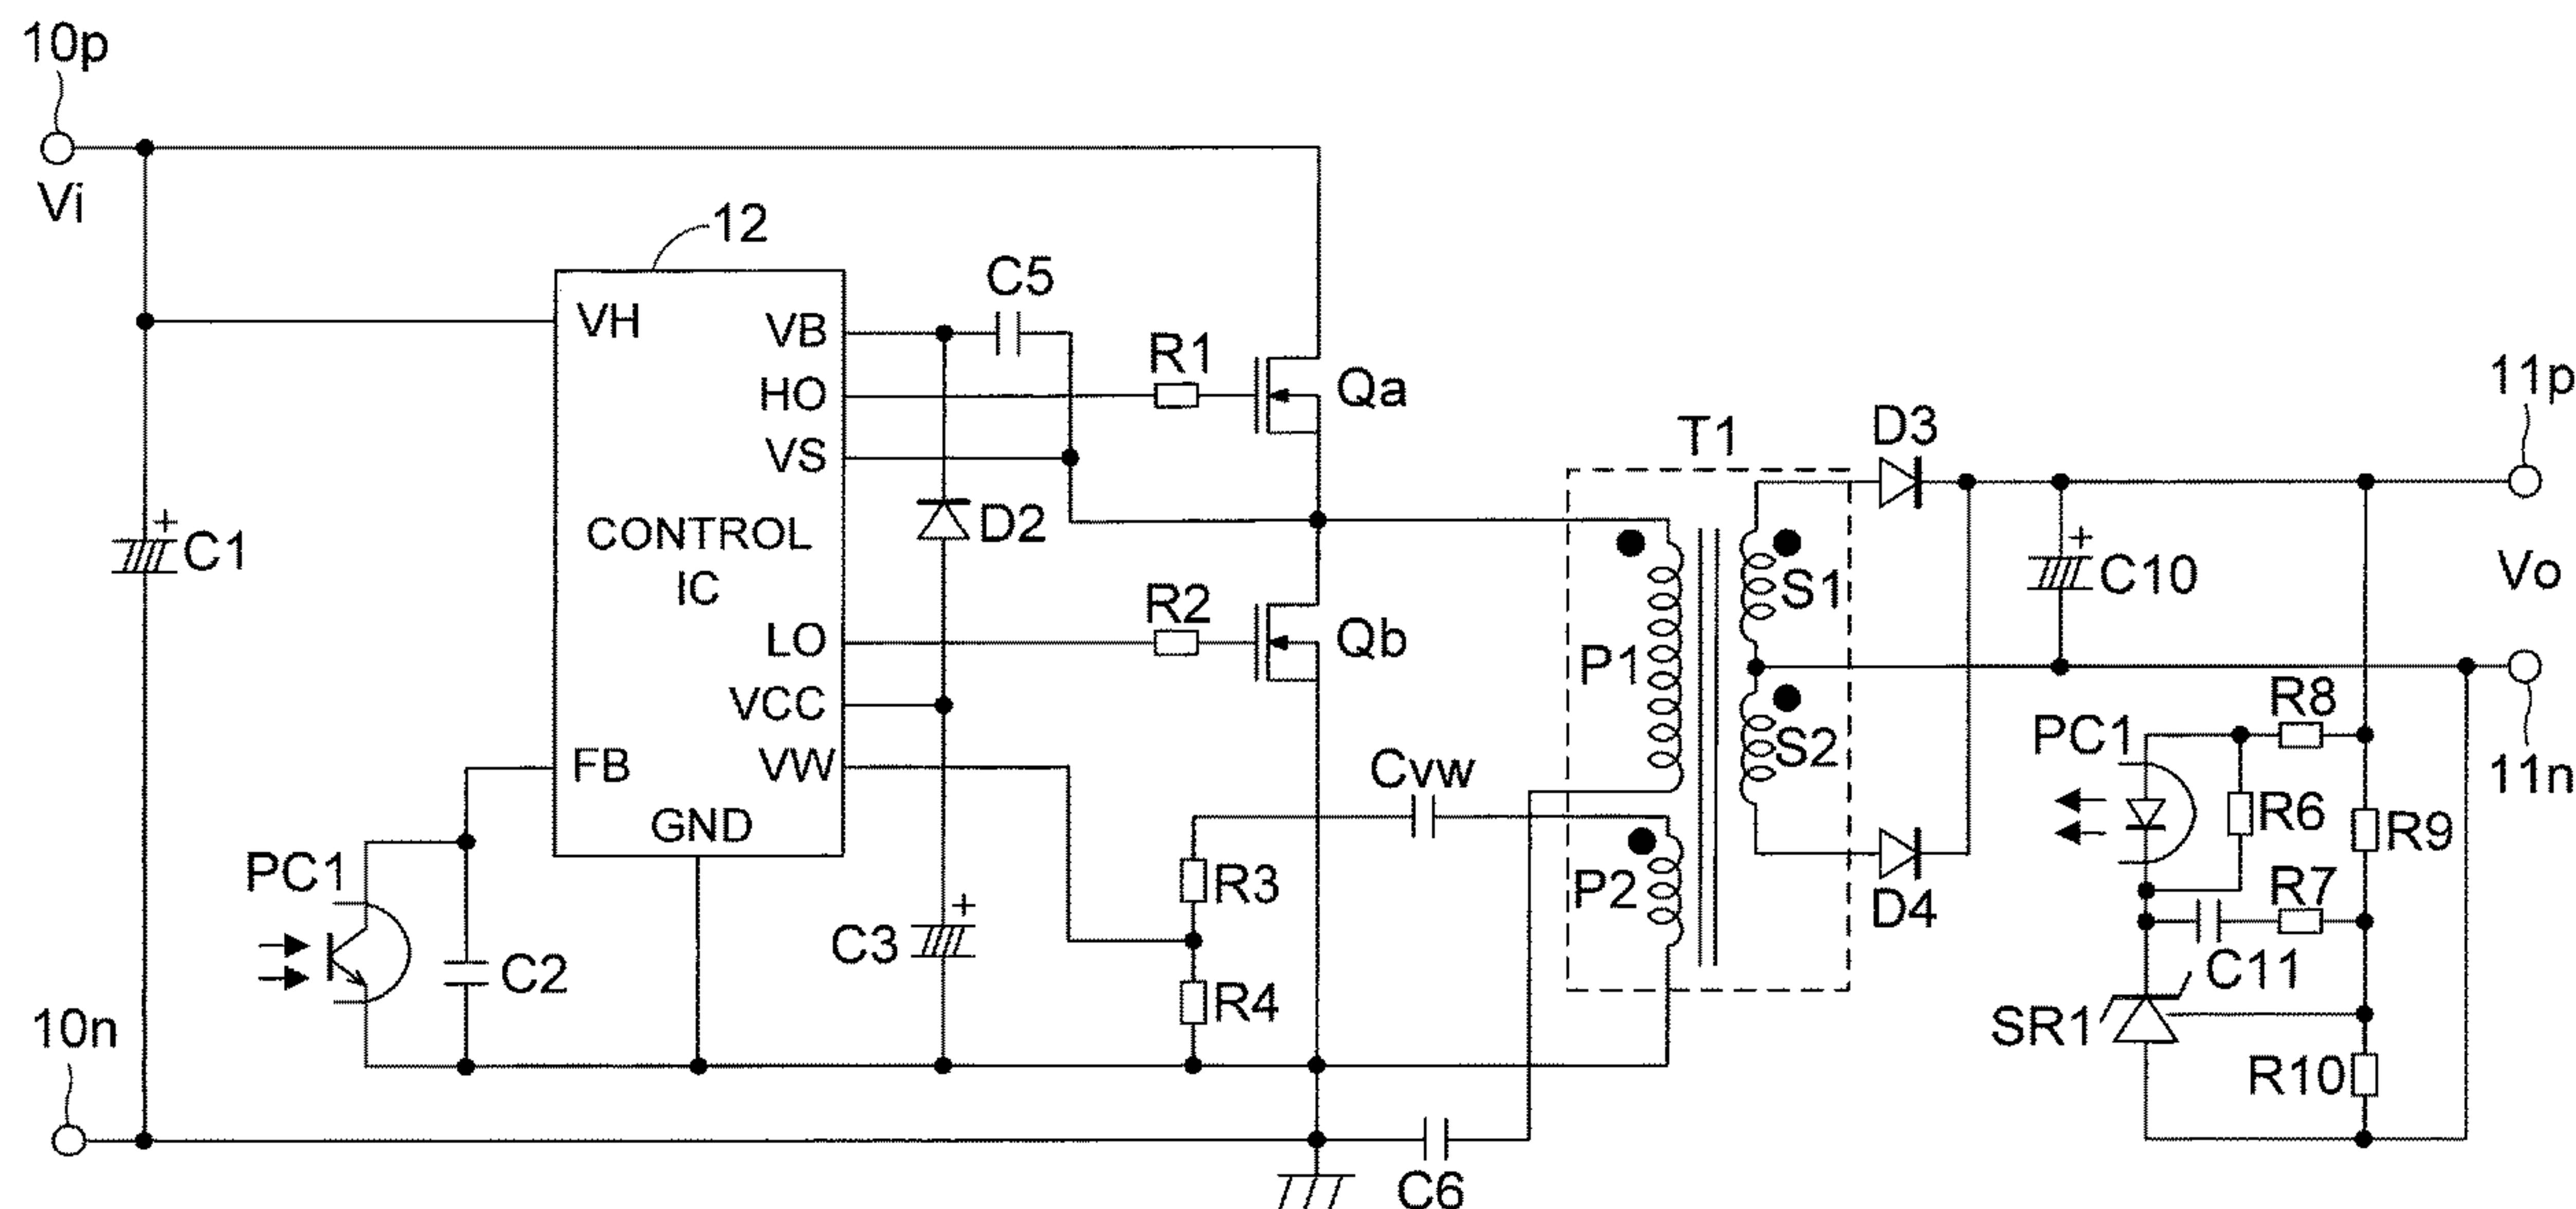 10p
Vi
12
C5
VH
VB
R1
HO
Qa
11p
VS
T1
D3
C1
+
CONTROL
IC
D2
+
C10
Vo
S1
R2
LO
Qb
P1
VCC
R8
S2
PC1
FB
VW
Cvw
11n
GND
R6
R9
PC1
R3
P2
D4
R7
+
C3
C2
C11
R4
10n
SR1
R10
C6